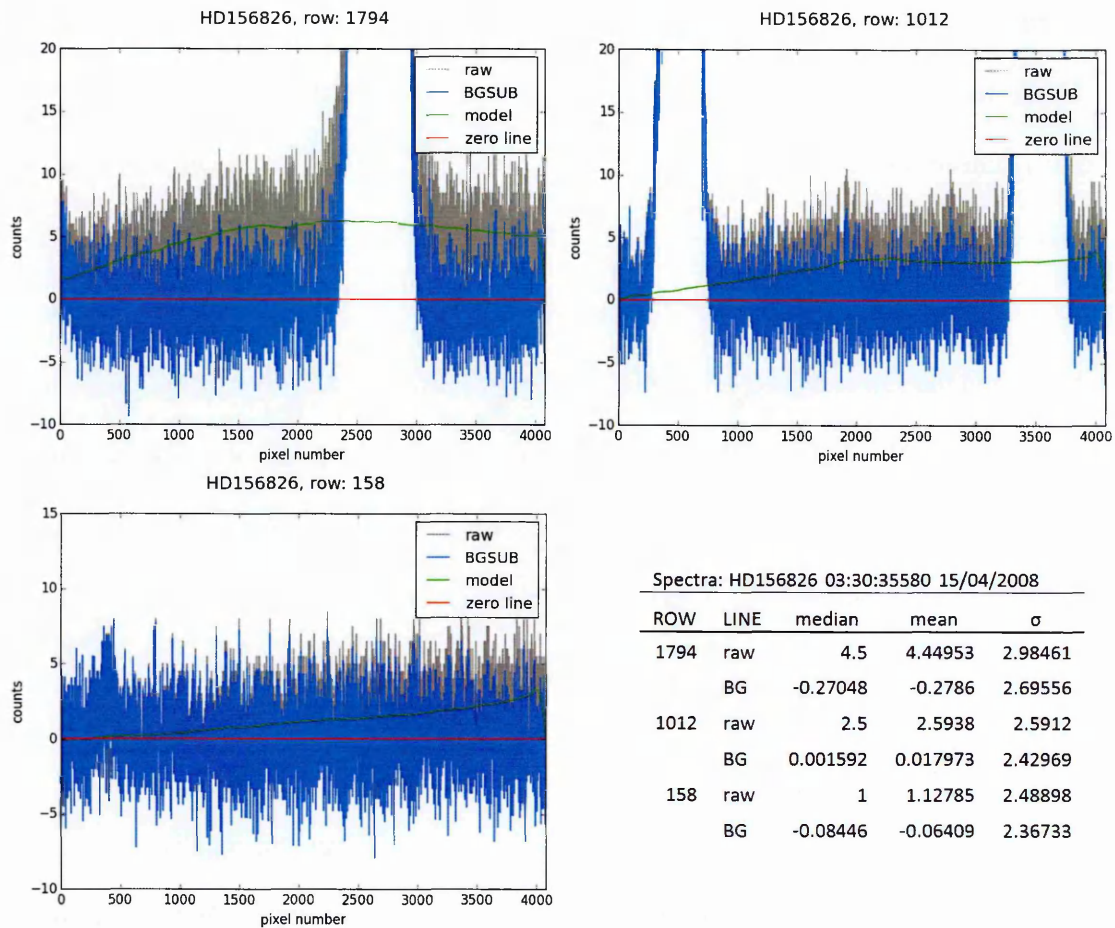 HD156826, row: 1794
20
15
10
5
0
−5
−10
counts
0 500 1000 1500 2000 2500 3000 3500 4000
pixel number
raw
BGSUB
model
zero line
HD156826, row: 1012
20
15
10
5
0
−5
−10
counts
0 500 1000 1500 2000 2500 3000 3500 4000
pixel number
raw
BGSUB
model
zero line
HD156826, row: 158
15
10
5
0
−5
−10
counts
0 500 1000 1500 2000 2500 3000 3500 4000
pixel number
raw
BGSUB
model
zero line
Spectra: HD156826 03:30:35580 15/04/2008
ROW LINE median mean σ
1794 raw 4.5 4.44953 2.98461
BG -0.27048 -0.2786 2.69556
1012 raw 2.5 2.5938 2.5912
BG 0.001592 0.017973 2.42969
158 raw 1 1.12785 2.48898
BG -0.08446 -0.06409 2.36733